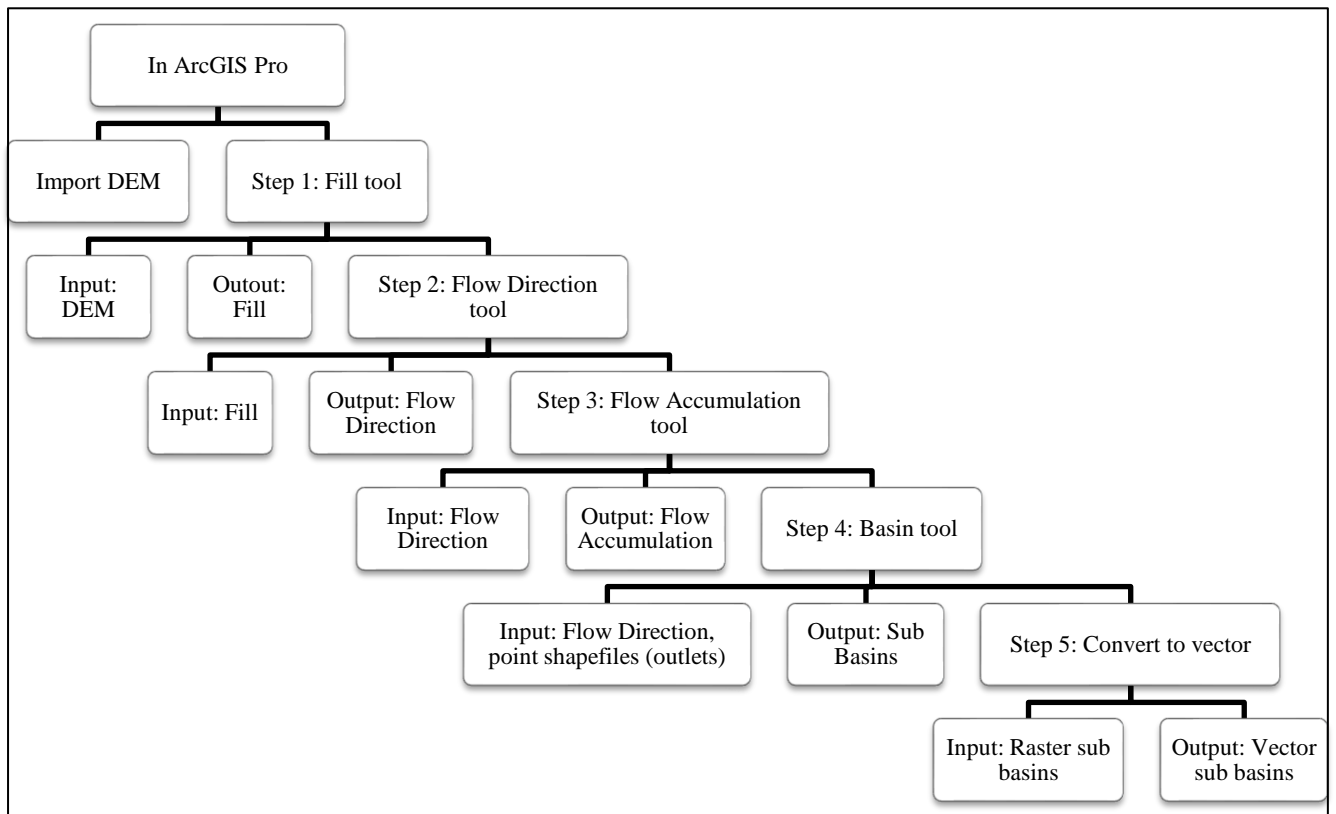 In ArcGIS Pro
Import DEM
Step 1: Fill tool
Input:
DEM
Outout:
Fill
Step 2: Flow Direction
tool
Input: Fill
Output: Flow
Direction
Step 3: Flow Accumulation
tool
Input: Flow
Direction
Output: Flow
Accumulation
Step 4: Basin tool
Input: Flow Direction,
point shapefiles (outlets)
Output: Sub
Basins
Step 5: Convert to vector
Input: Raster sub
basins
Output: Vector
sub basins